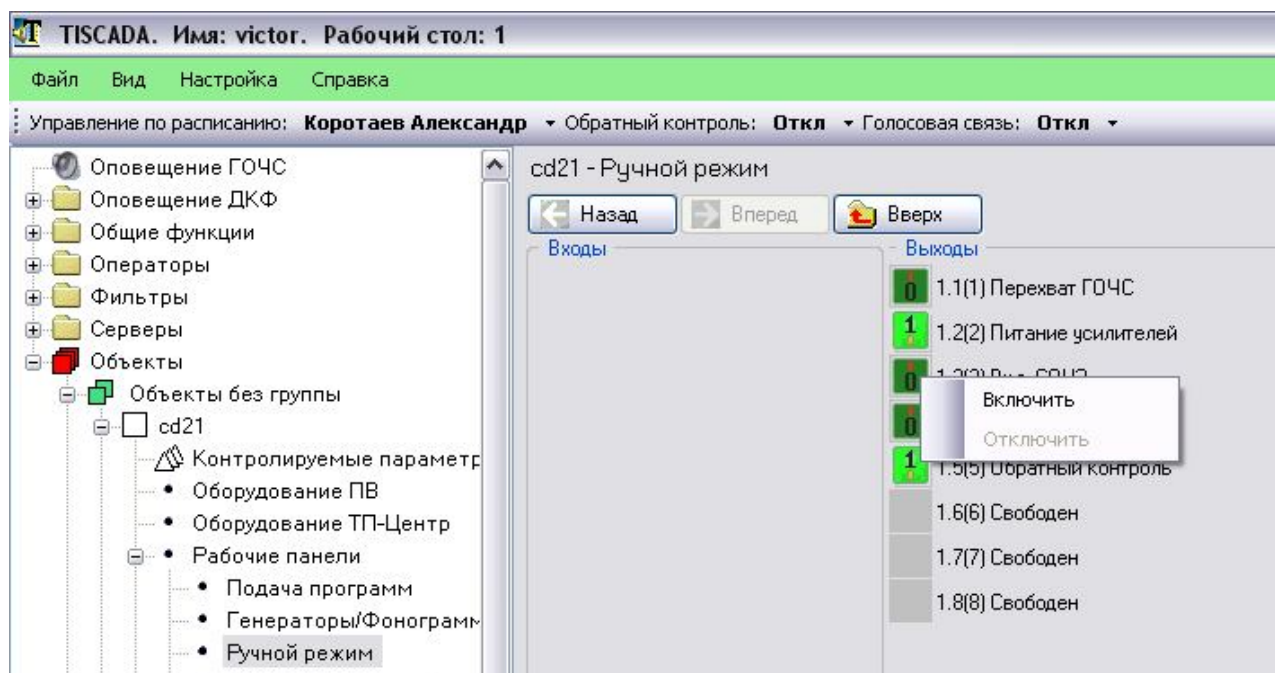 TISCADA. Имя: victor. Рабочий стол: 1
Файл Вид Настройка Справка
Управление по расписанию: Коротаев Александр Обратный контроль: Откл Голосовая связь: Откл
Оповещение ГОЧС
Оповещение ДКФ
Общие функции
Операторы
Фильтры
Серверы
Объекты
Объекты без группы
cd21
Контролируемые параметр
Оборудование ПВ
Оборудование ТП-Центр
Рабочие панели
Подача программ
Генераторы/Фонограмм
Ручной режим
cd21 - Ручной режим
Назад Вперед Вверх
Входы
Выходы
0 1.1(1) Перехват ГОЧС
1 1.2(2) Питание усилителей
0
Включить
0
Отключить
1 1.5(5) Обратный контроль
1.6(6) Свободен
1.7(7) Свободен
1.8(8) Свободен